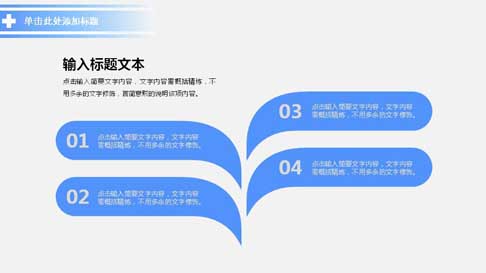 单击此处添加标题
输入标题文本
点击输入简要文字内容，文字内容需概括精炼，不
用多余的文字修饰，言简意赅的说明该项内容。
03
点击输入简要文字内容，文字内容
需概括精炼，不用多余的文字修饰。
01
点击输入简要文字内容，文字内容
需概括精炼，不用多余的文字修饰。
04
点击输入简要文字内容，文字内容
需概括精炼，不用多余的文字修饰。
02
点击输入简要文字内容，文字内容
需概括精炼，不用多余的文字修饰。